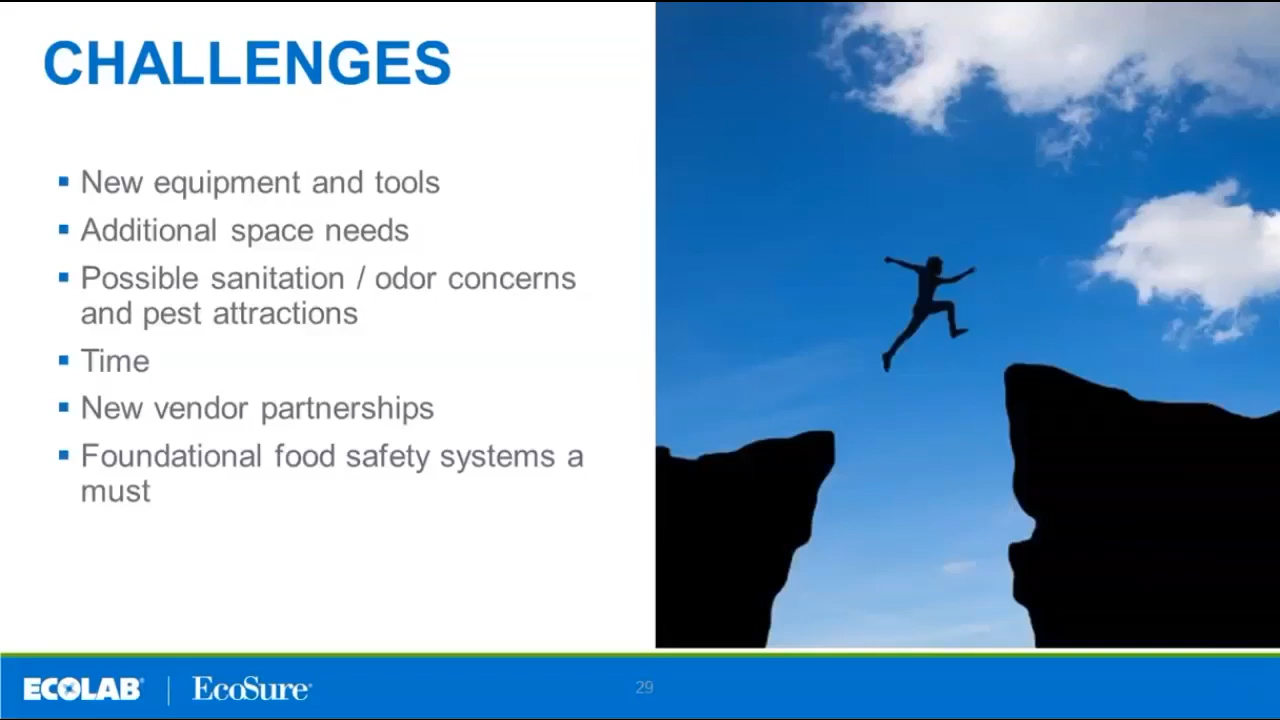 CHALLENGES
▪ New equipment and tools
▪ Additional space needs
▪ Possible sanitation / odor concerns
and pest attractions
▪ Time
▪ New vendor partnerships
▪ Foundational food safety systems a
must
ECOLAB® | EcoSure®
29